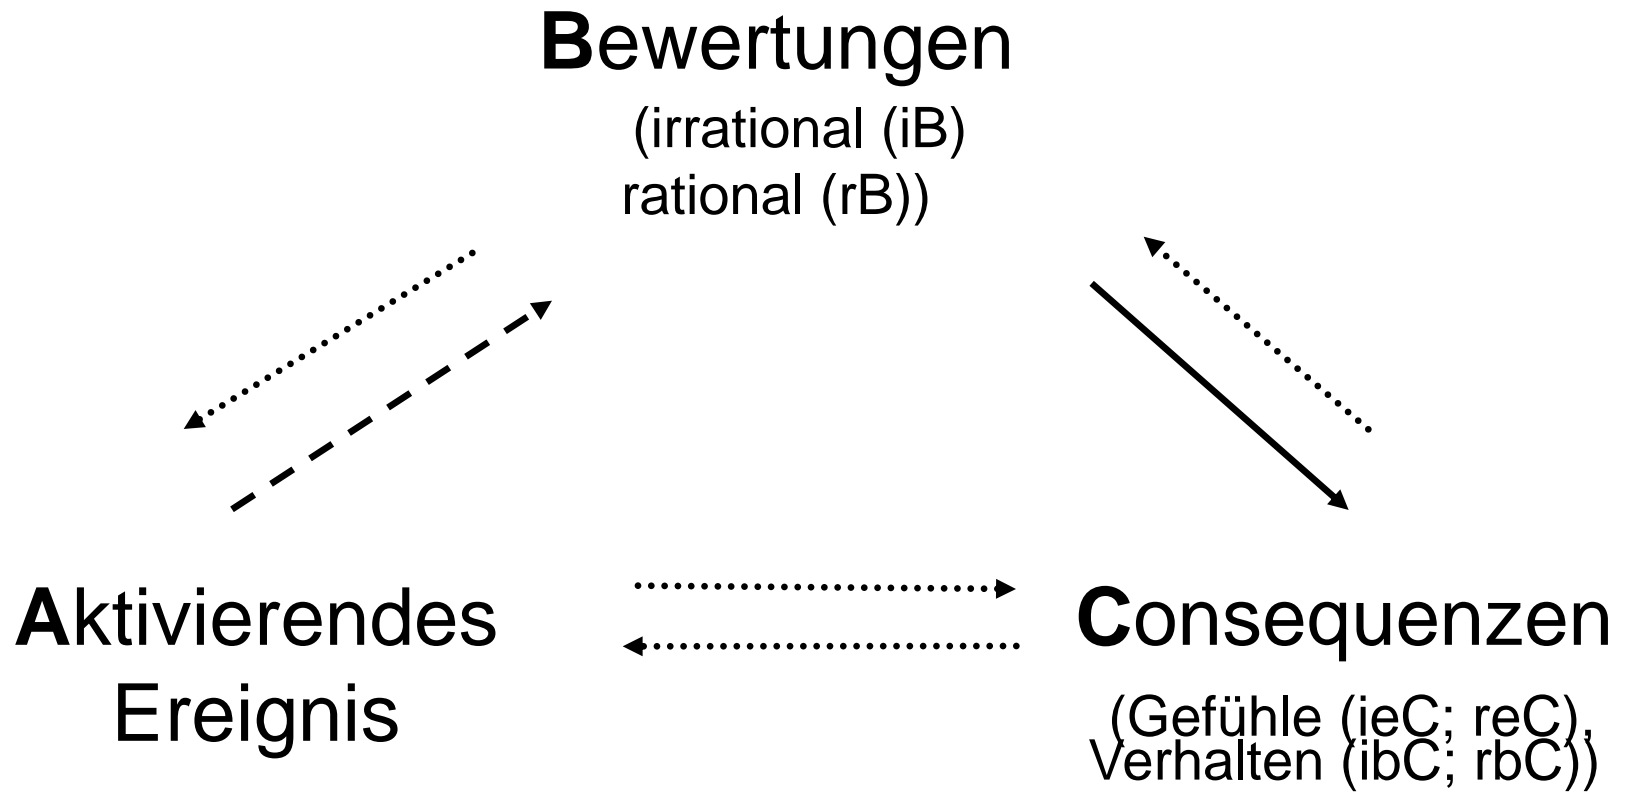 Bewertungen
(irrational (iB)
rational (rB))
Aktivierendes
Ereignis
Consequenzen
(Gefühle (ieC; reC),
Verhalten (ibC; rbC))